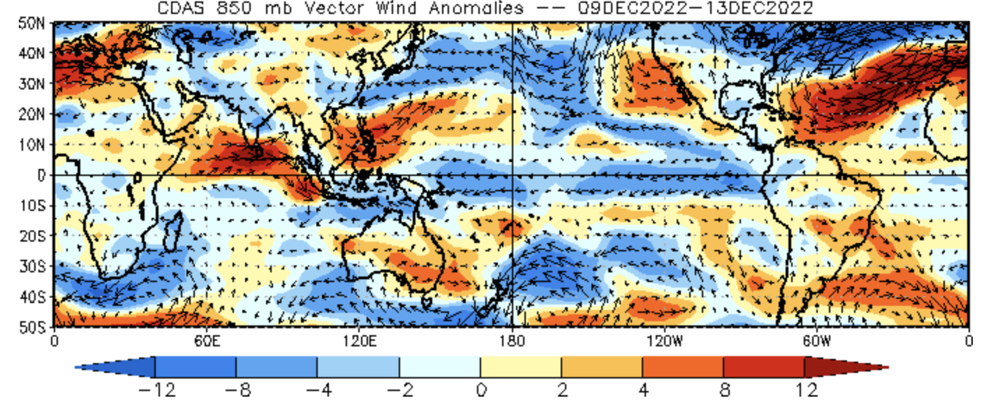 CDAS 850 mb Vector Wind Anomalies -- 09DEC2022-13DEC2022
50N
40N
30N
20N
10N
0
10S
20S
30S
40S
50S
0 60E 120E 180 120W 60W 0
-12 -8 -4 -2 0 2 4 8 12